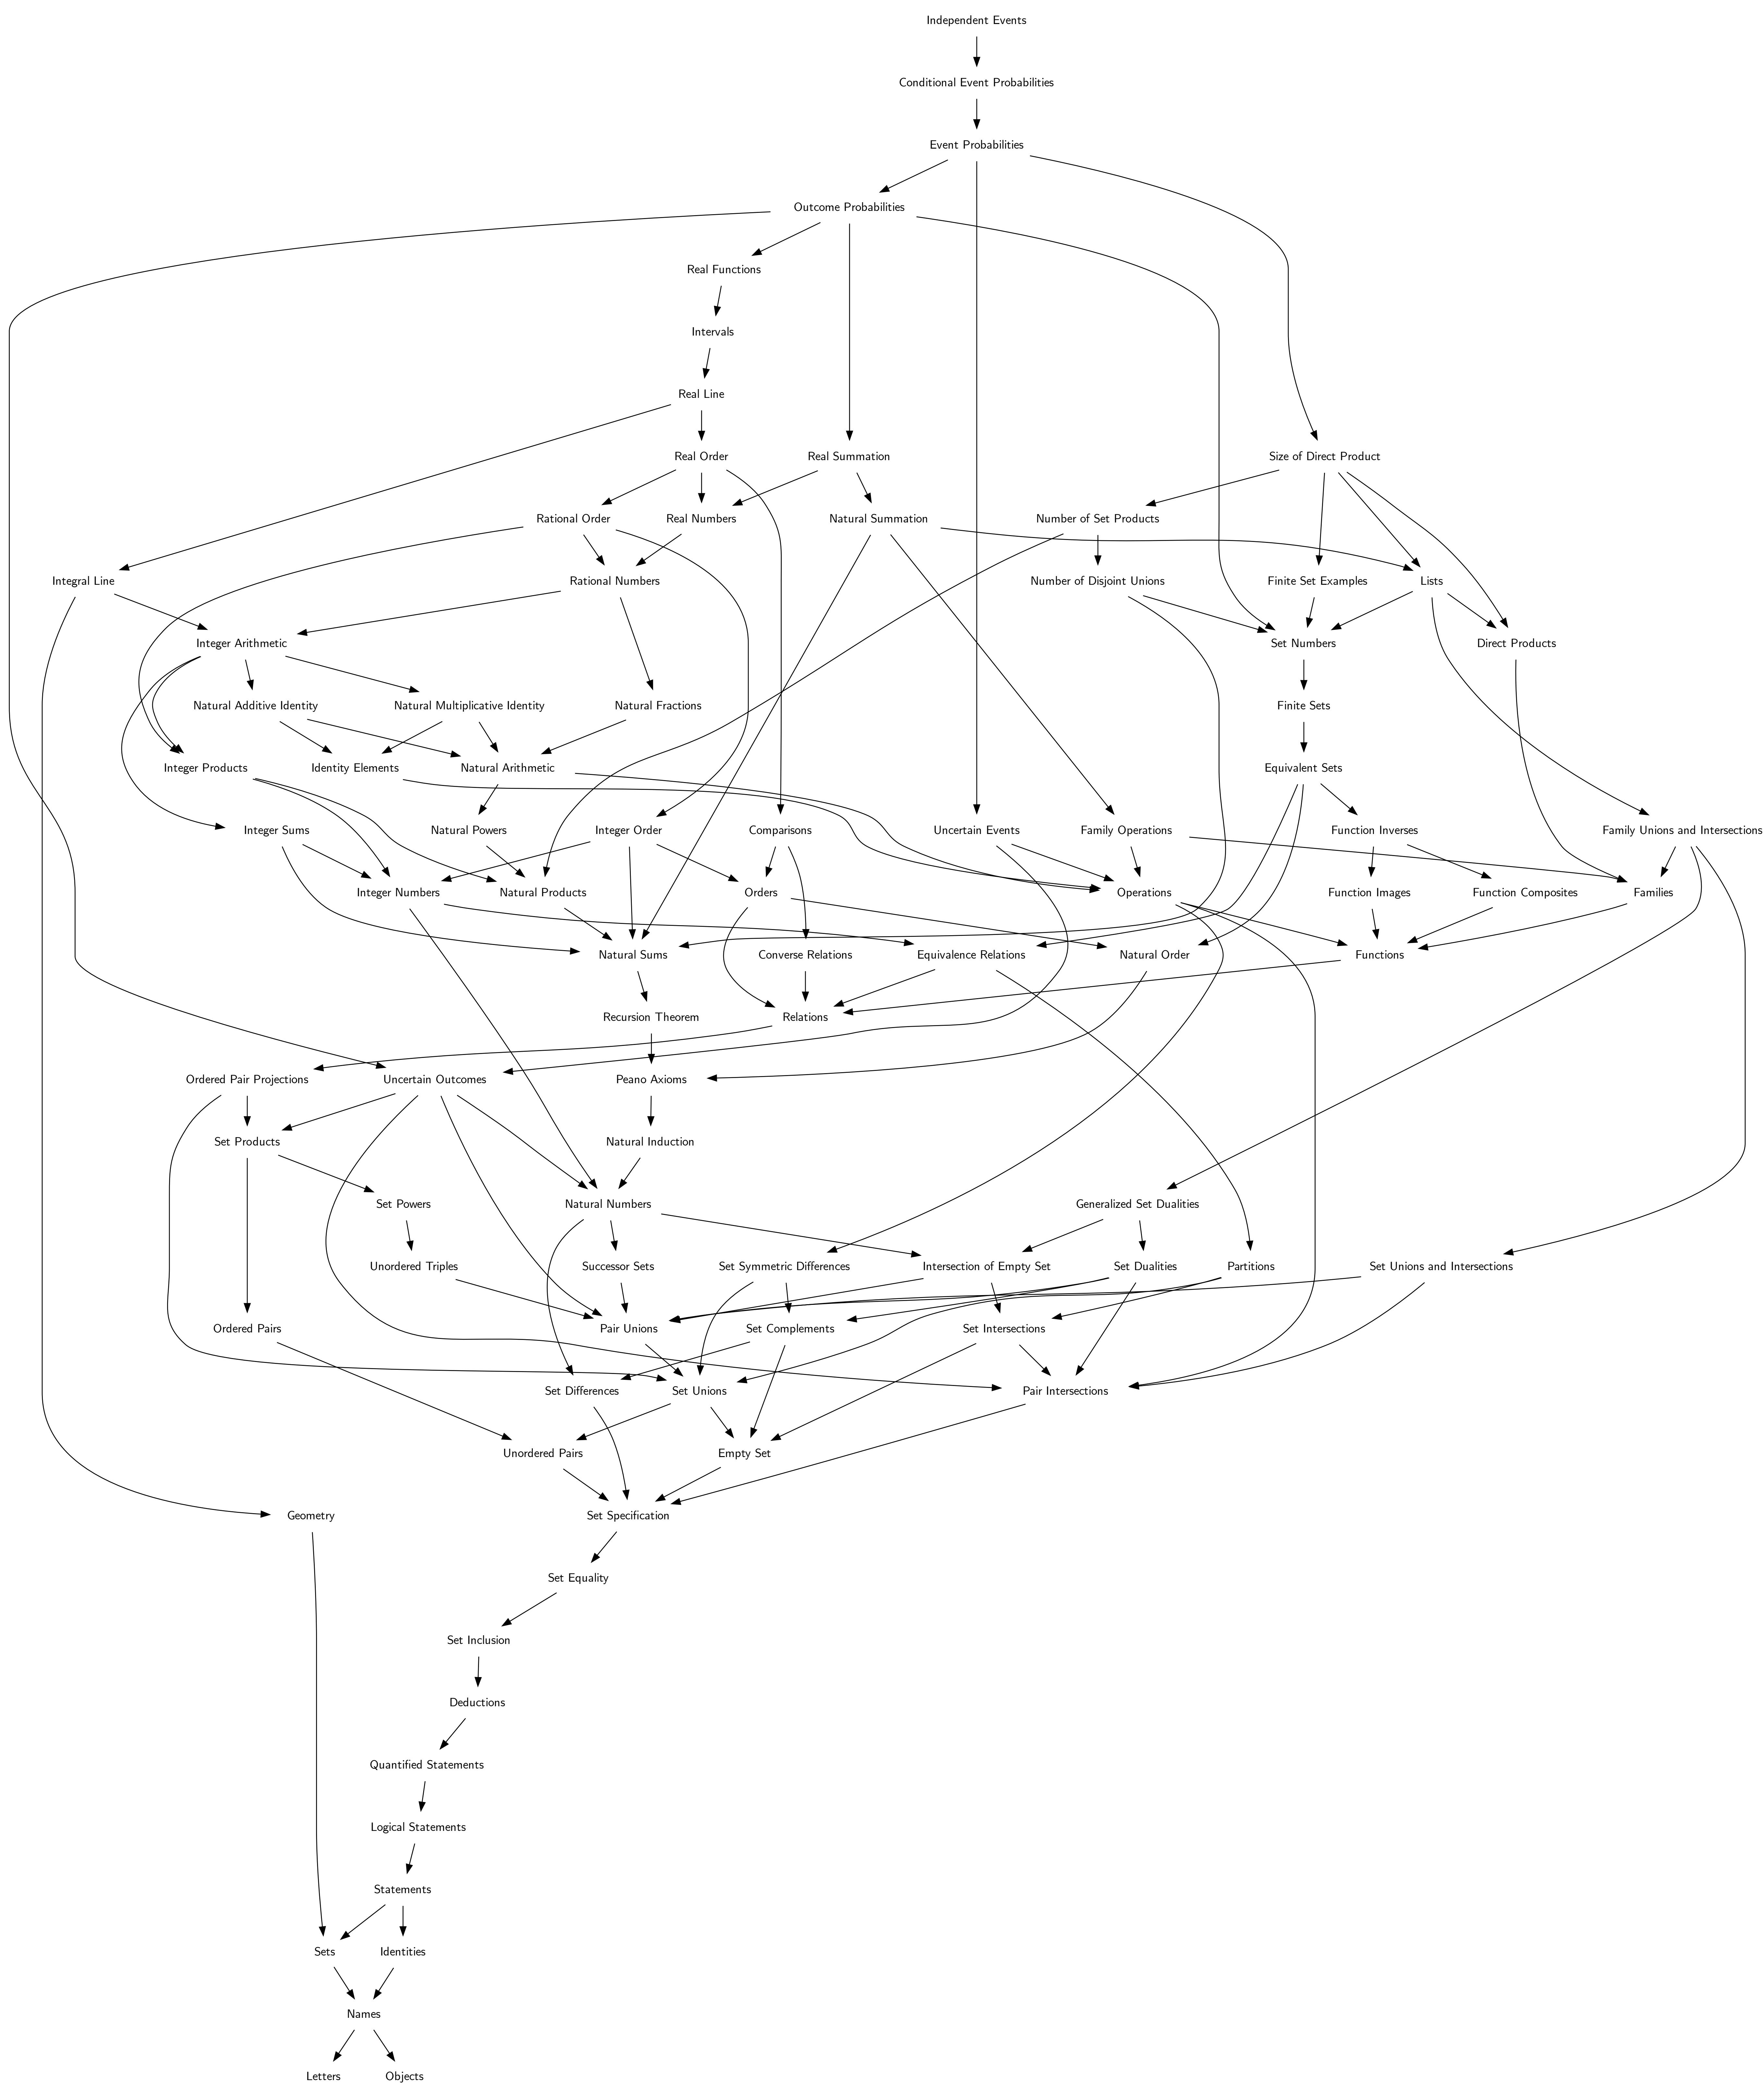 Independent Events
Conditional Event Probabilities
Event Probabilities
Outcome Probabilities
Real Functions
Intervals
Real Line
Real Order
Real Summation
Size of Direct Product
Rational Order
Real Numbers
Natural Summation
Number of Set Products
Integral Line
Rational Numbers
Number of Disjoint Unions
Finite Set Examples
Lists
Integer Arithmetic
Set Numbers
Direct Products
Natural Additive Identity
Natural Multiplicative Identity
Natural Fractions
Finite Sets
Integer Products
Identity Elements
Natural Arithmetic
Equivalent Sets
Integer Sums
Natural Powers
Integer Order
Comparisons
Uncertain Events
Family Operations
Function Inverses
Family Unions and Intersections
Integer Numbers
Natural Products
Orders
Operations
Function Images
Function Composites
Families
Natural Sums
Converse Relations
Equivalence Relations
Natural Order
Functions
Recursion Theorem
Relations
Ordered Pair Projections
Uncertain Outcomes
Peano Axioms
Set Products
Natural Induction
Set Powers
Natural Numbers
Generalized Set Dualities
Unordered Triples
Successor Sets
Set Symmetric Differences
Intersection of Empty Set
Set Dualities
Partitions
Set Unions and Intersections
Ordered Pairs
Pair Unions
Set Complements
Set Intersections
Set Differences
Set Unions
Pair Intersections
Unordered Pairs
Empty Set
Geometry
Set Specification
Set Equality
Set Inclusion
Deductions
Quantified Statements
Logical Statements
Statements
Sets
Identities
Names
Letters
Objects